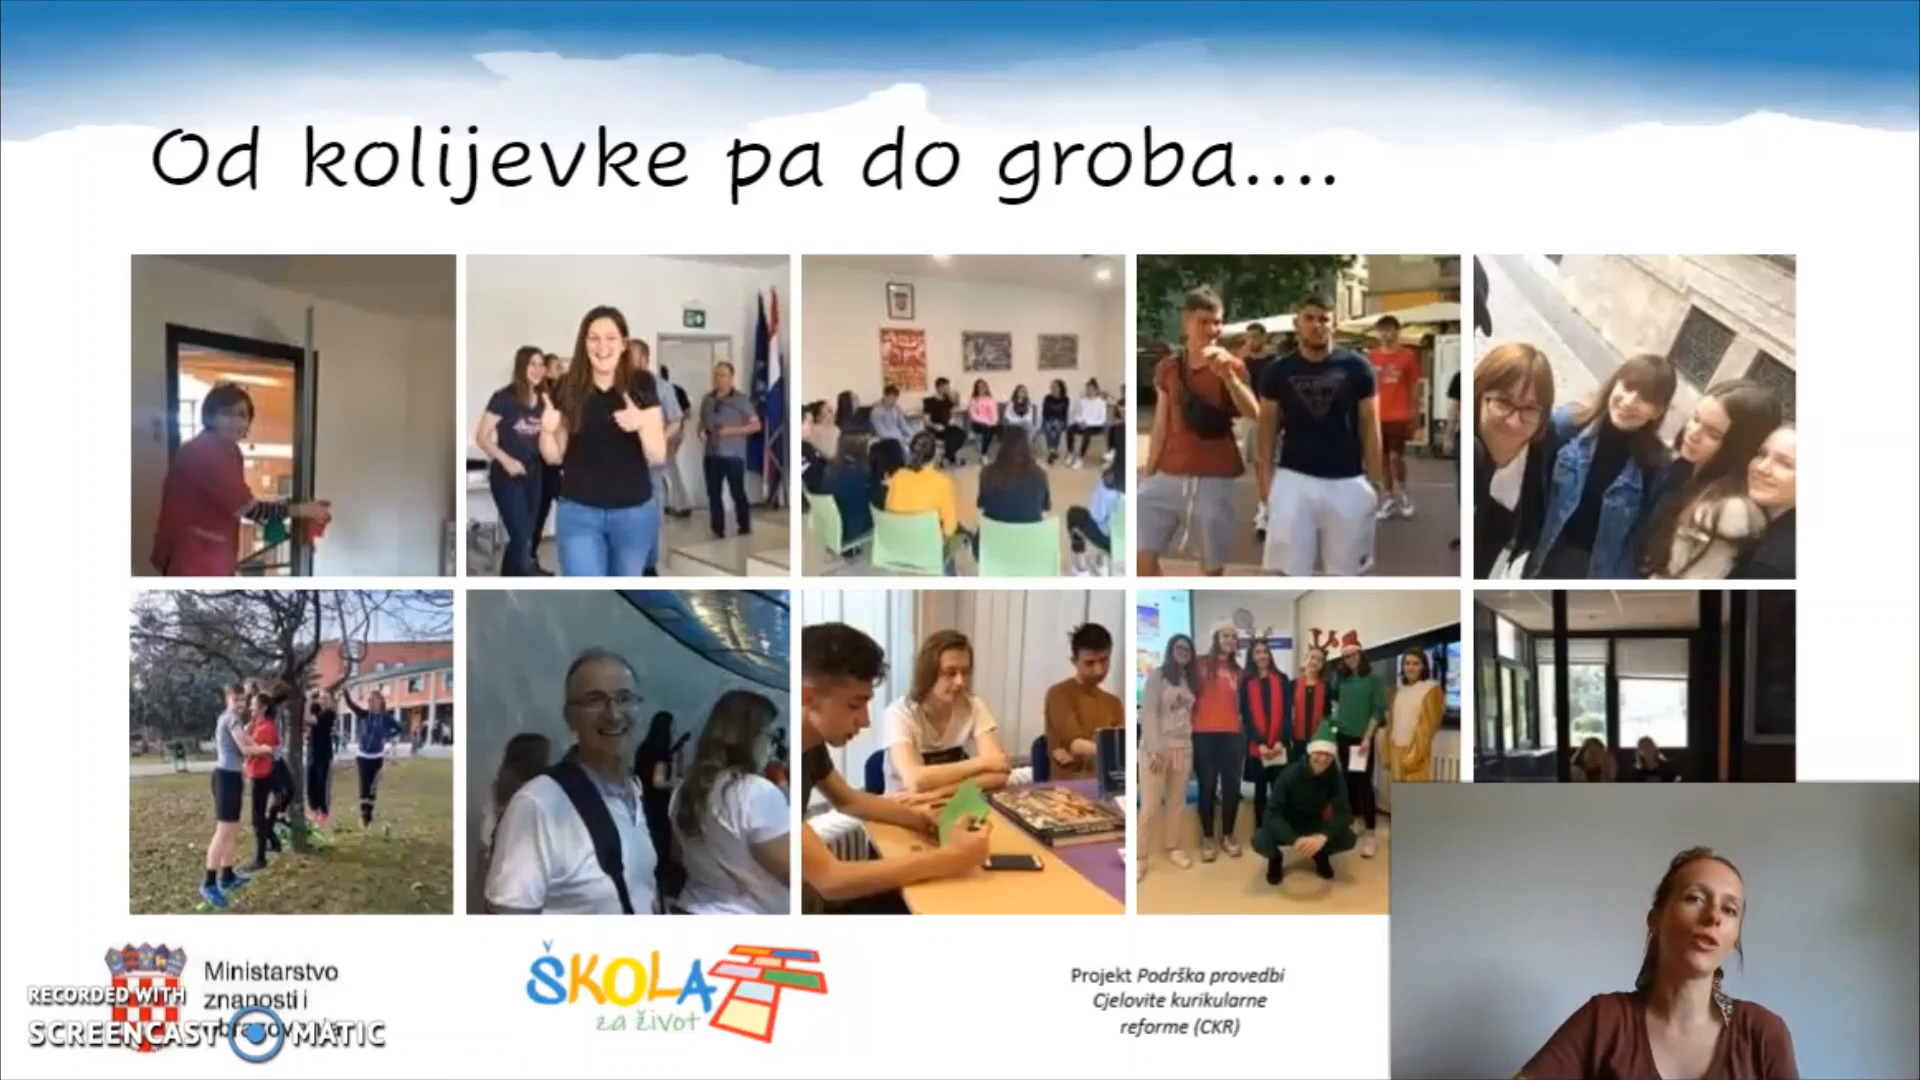 Od kolijevke pa do groba....
Ministarstvo
znanosti i
RECORDED WITH
SCREENCAST MATIC
ŠKOLA
za život
Projekt Podrška provedbi
Cjelovite kurikularne
reforme (CKR)